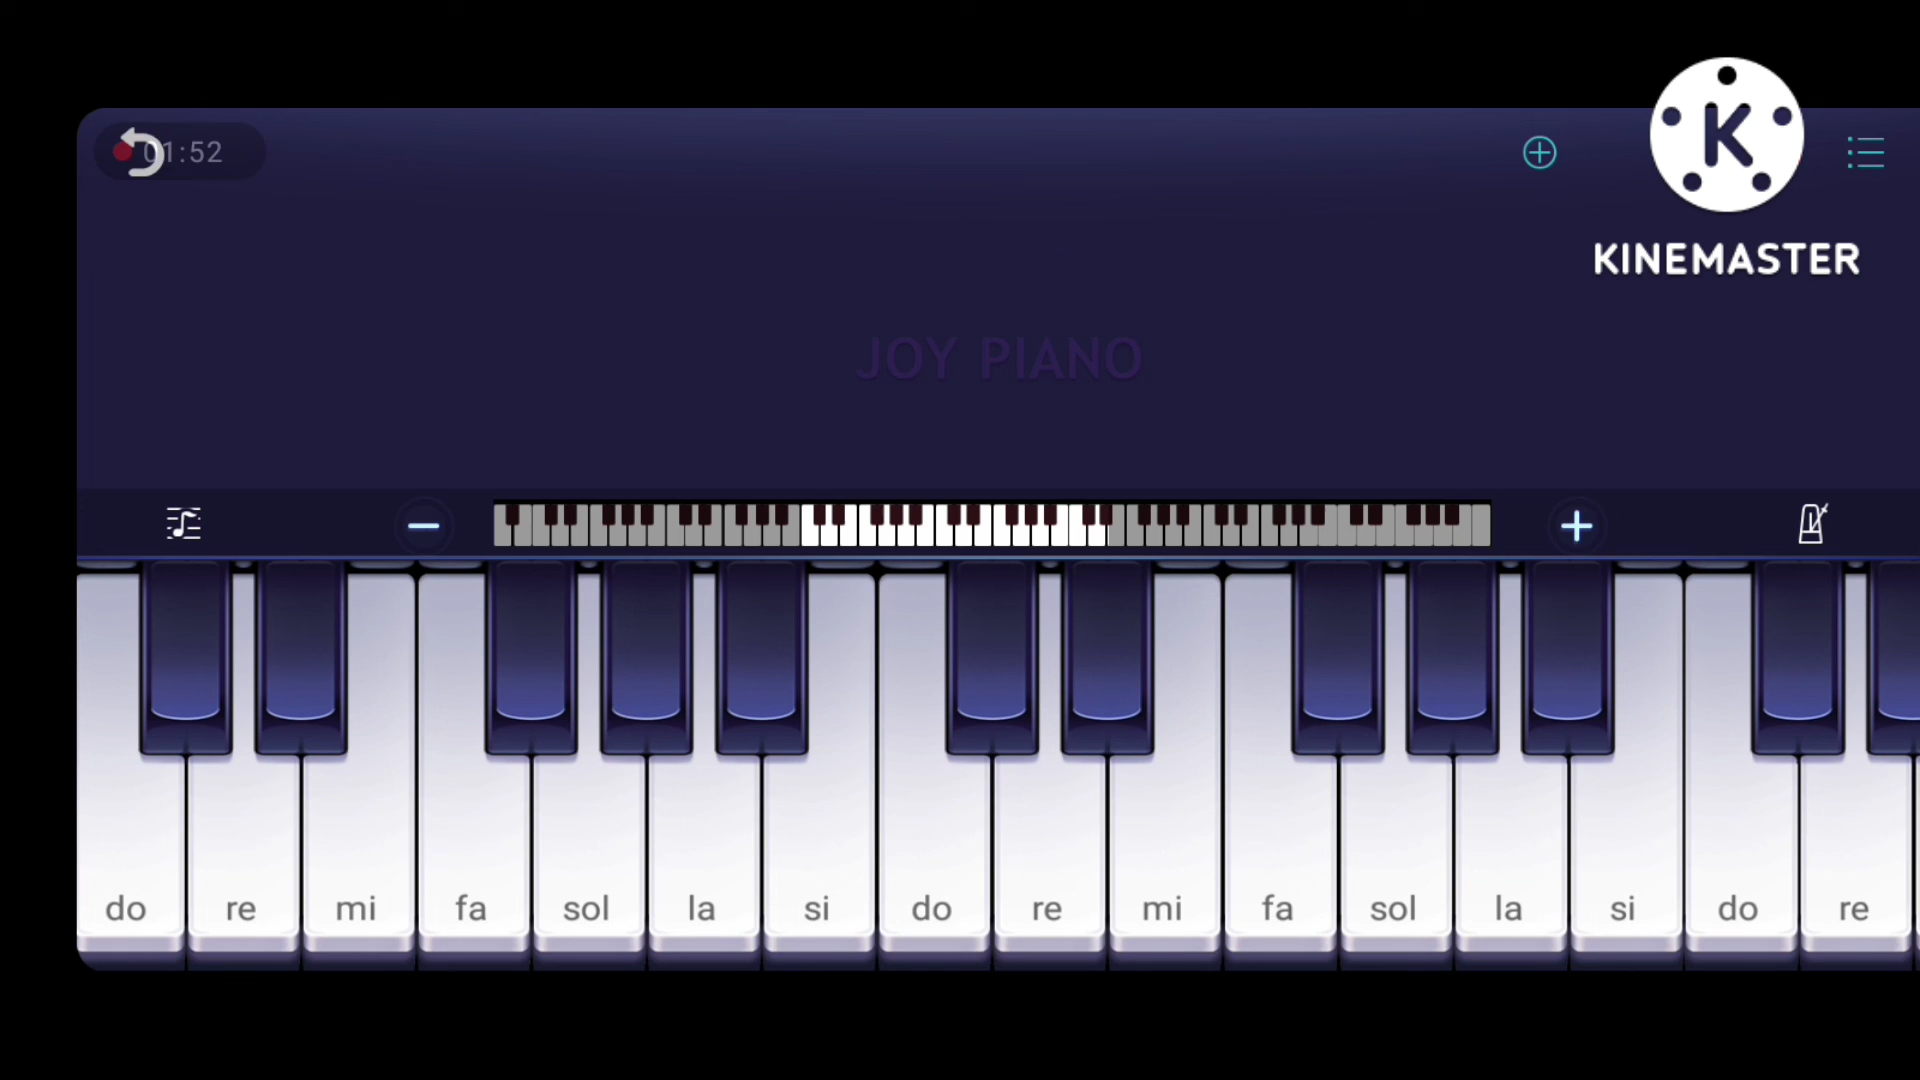 01:52
K
KINEMASTER
JOY PIANO
do re mi fa sol la si do re mi fa sol la si do re